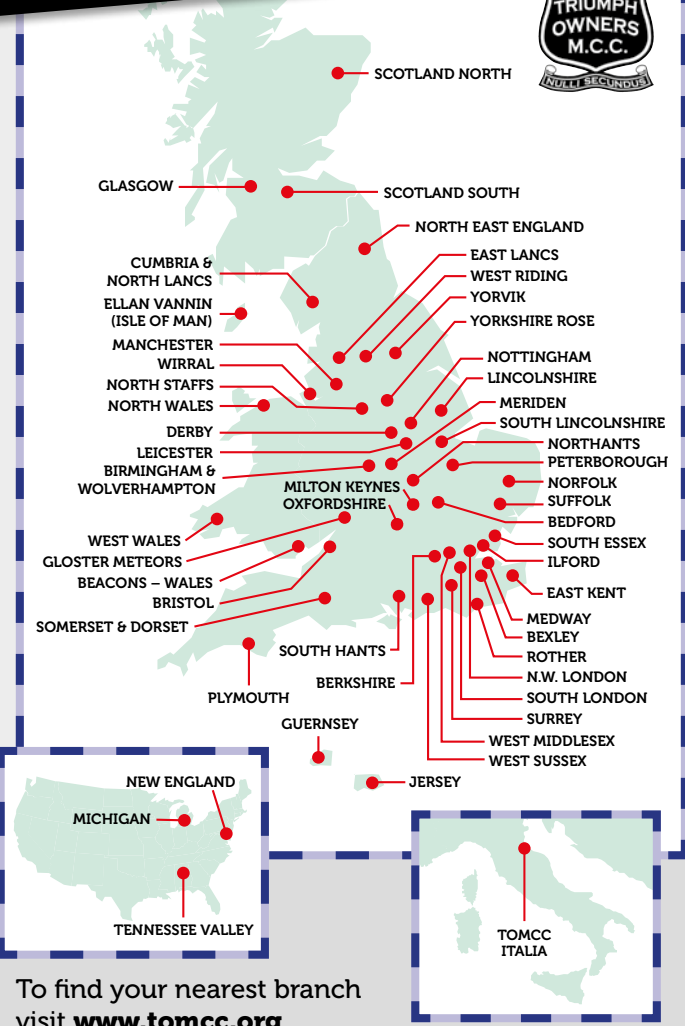 TRIUMPH
OWNERS
M.C.C.
NULLI SECUNDUS
SCOTLAND NORTH
GLASGOW
SCOTLAND SOUTH
NORTH EAST ENGLAND
CUMBRIA &
NORTH LANCS
ELLAN VANNIN
(ISLE OF MAN)
MANCHESTER
WIRRAL
NORTH STAFFS
NORTH WALES
DERBY
LEICESTER
BIRMINGHAM &
WOLVERHAMPTON
EAST LANCS
WEST RIDING
YORVIK
YORKSHIRE ROSE
NOTTINGHAM
LINCOLNSHIRE
MERIDEN
SOUTH LINCOLNSHIRE
NORTHANTS
PETERBOROUGH
NORFOLK
SUFFOLK
BEDFORD
SOUTH ESSEX
ILFORD
EAST KENT
MEDWAY
BEXLEY
ROTHER
N.W. LONDON
SOUTH LONDON
SURREY
WEST MIDDLESEX
WEST SUSSEX
MILTON KEYNES
OXFORDSHIRE
WEST WALES
GLOSTER METEORS
BEACONS – WALES
BRISTOL
SOMERSET & DORSET
SOUTH HANTS
BERKSHIRE
PLYMOUTH
GUERNSEY
JERSEY
NEW ENGLAND
MICHIGAN
TENNESSEE VALLEY
TOMCC
ITALIA
To find your nearest branch
visit www.tomcc.org